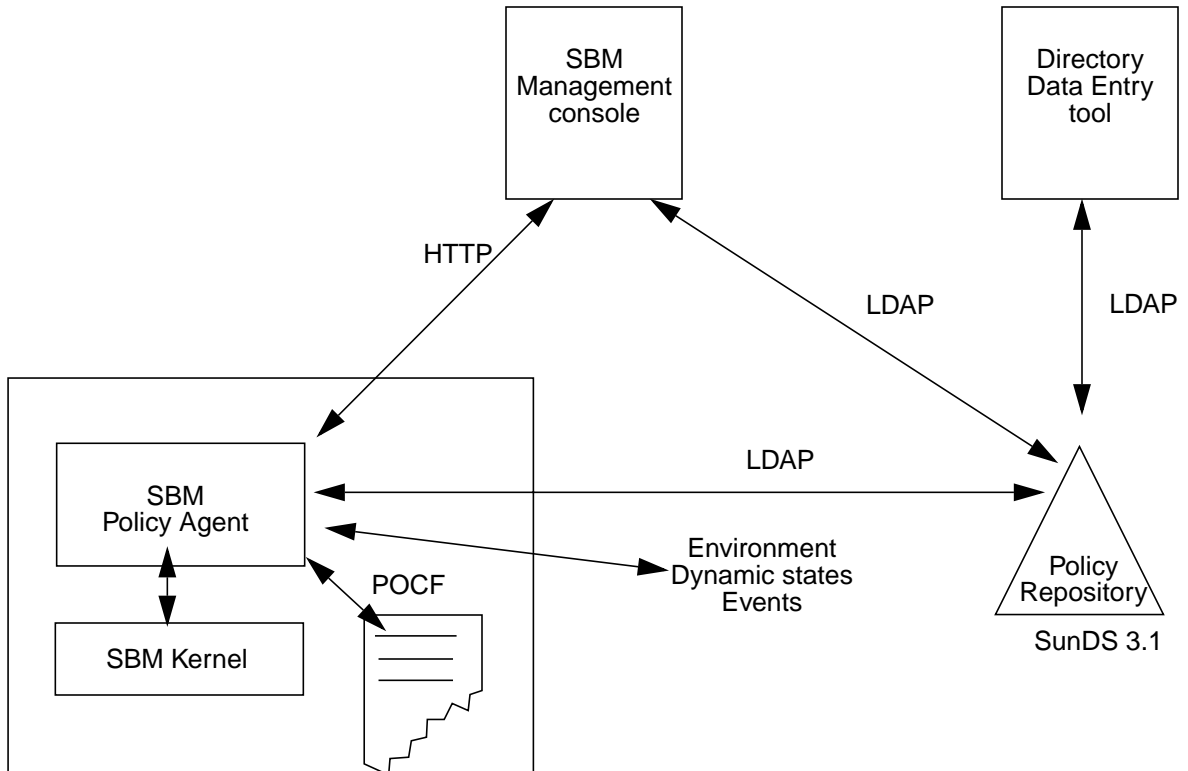 SBM
Management
console
Directory
Data Entry
tool
HTTP
LDAP
LDAP
LDAP
SBM
Policy Agent
Environment
Dynamic states
Events
POCF
Policy
Repository
SunDS 3.1
SBM Kernel